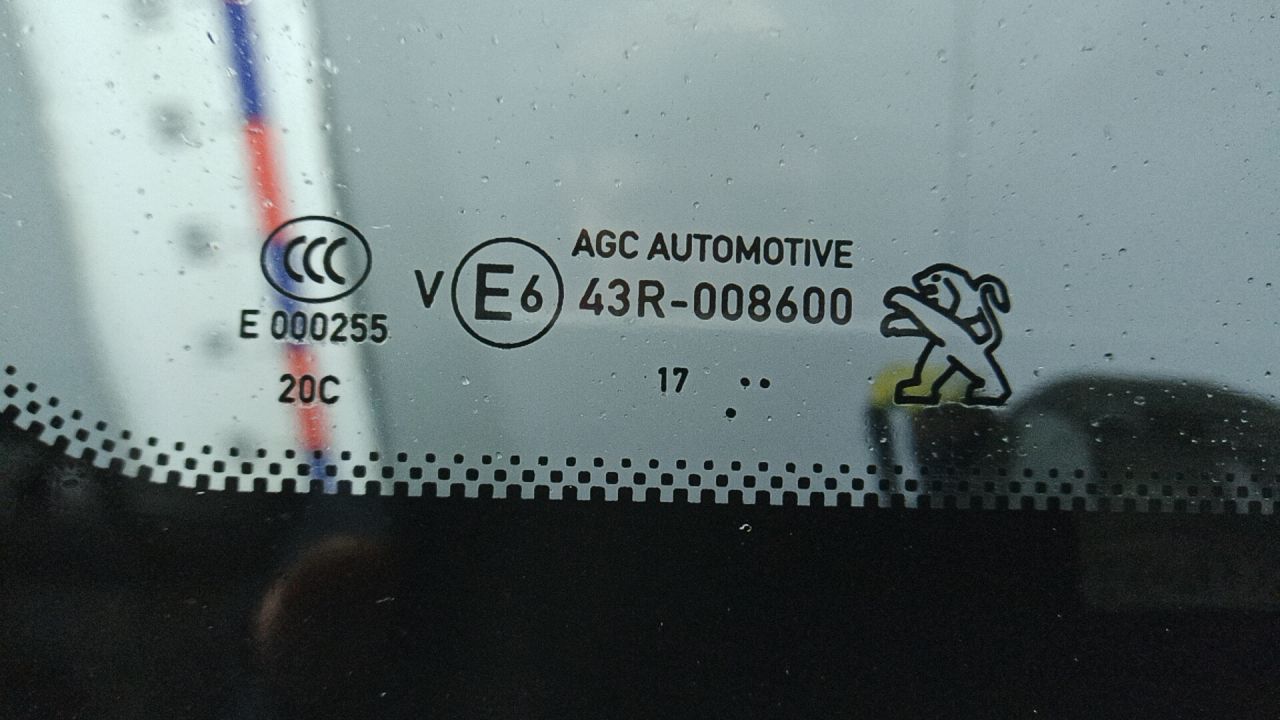 CCC
E 000255
20C
V E6
AGC AUTOMOTIVE
43R-008600
17